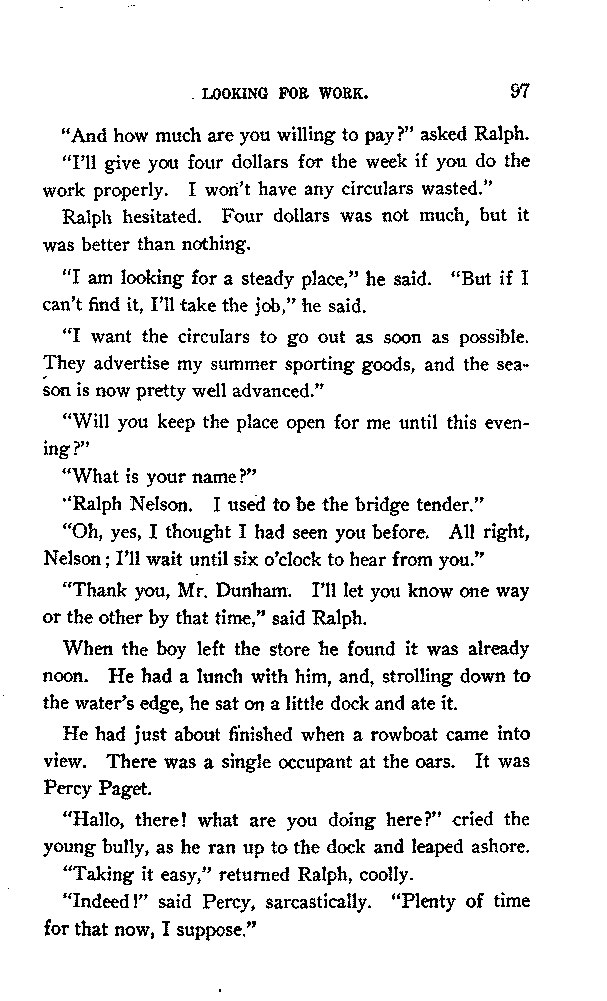 LOOKING FOR WORK. 97
"And how much are you willing to pay?" asked Ralph.
"I'll give you four dollars for the week if you do the
work properly. I won't have any circulars wasted."
Ralph hesitated. Four dollars was not much, but it
was better than nothing.
"I am looking for a steady place," he said. "But if I
can't find it, I'll take the job," he said.
"I want the circulars to go out as soon as possible.
They advertise my summer sporting goods, and the sea-
son is now pretty well advanced."
"Will you keep the place open for me until this even-
ing?"
"What is your name?"
"Ralph Nelson. I used to be the bridge tender."
"Oh, yes, I thought I had seen you before. All right,
Nelson; I'll wait until six o'clock to hear from you."
"Thank you, Mr. Dunham. I'll let you know one way
or the other by that time," said Ralph.
When the boy left the store he found it was already
noon. He had a lunch with him, and, strolling down to
the water's edge, he sat on a little dock and ate it.
He had just about finished when a rowboat came into
view. There was a single occupant at the oars. It was
Percy Paget.
"Hallo, there! what are you doing here?" cried the
young bully, as he ran up to the dock and leaped ashore.
"Taking it easy," returned Ralph, coolly.
"Indeed!" said Percy, sarcastically. "Plenty of time
for that now, I suppose."